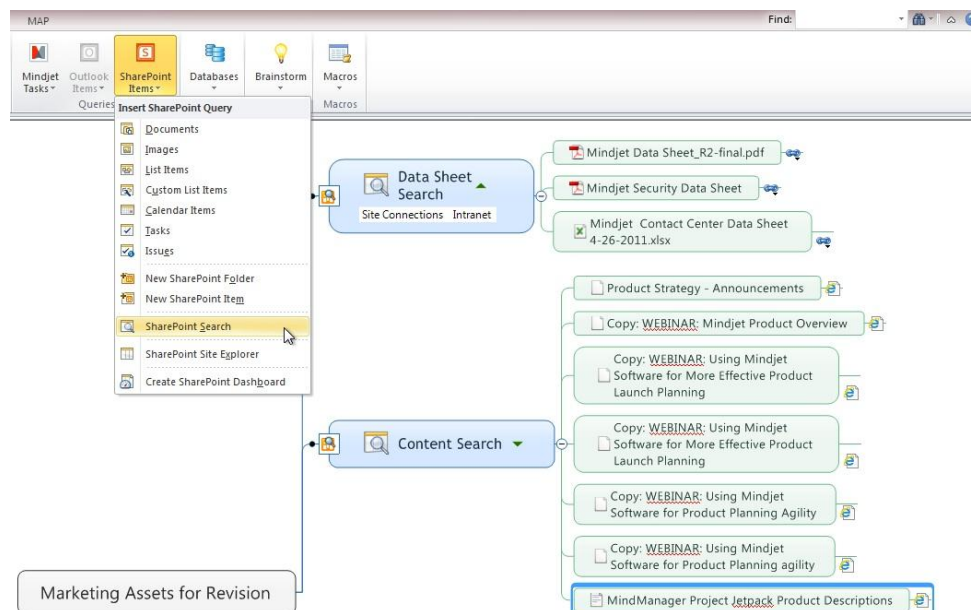 MAP
Find:
Mindjet
Tasks
Outlook
Items
SharePoint
Items
Databases
Brainstorm
Macros
Queries
Macros
Insert SharePoint Query
Documents
Images
List Items
Custom List Items
Calendar Items
Tasks
Issues
New SharePoint Folder
New SharePoint Item
SharePoint Search
SharePoint Site Explorer
Create SharePoint Dashboard
Data Sheet
Search
Site Connections Intranet
Mindjet Data Sheet_R2-final.pdf
Mindjet Security Data Sheet
Mindjet Contact Center Data Sheet
4-26-2011.xlsx
Content Search
Product Strategy - Announcements
Copy: WEBINAR: Mindjet Product Overview
Copy: WEBINAR: Using Mindjet
Software for More Effective Product
Launch Planning
Copy: WEBINAR: Using Mindjet
Software for More Effective Product
Launch Planning
Copy: WEBINAR: Using Mindjet
Software for Product Planning Agility
Copy: WEBINAR: Using Mindjet
Software for Product Planning agility
MindManager Project Jetpack Product Descriptions
Marketing Assets for Revision